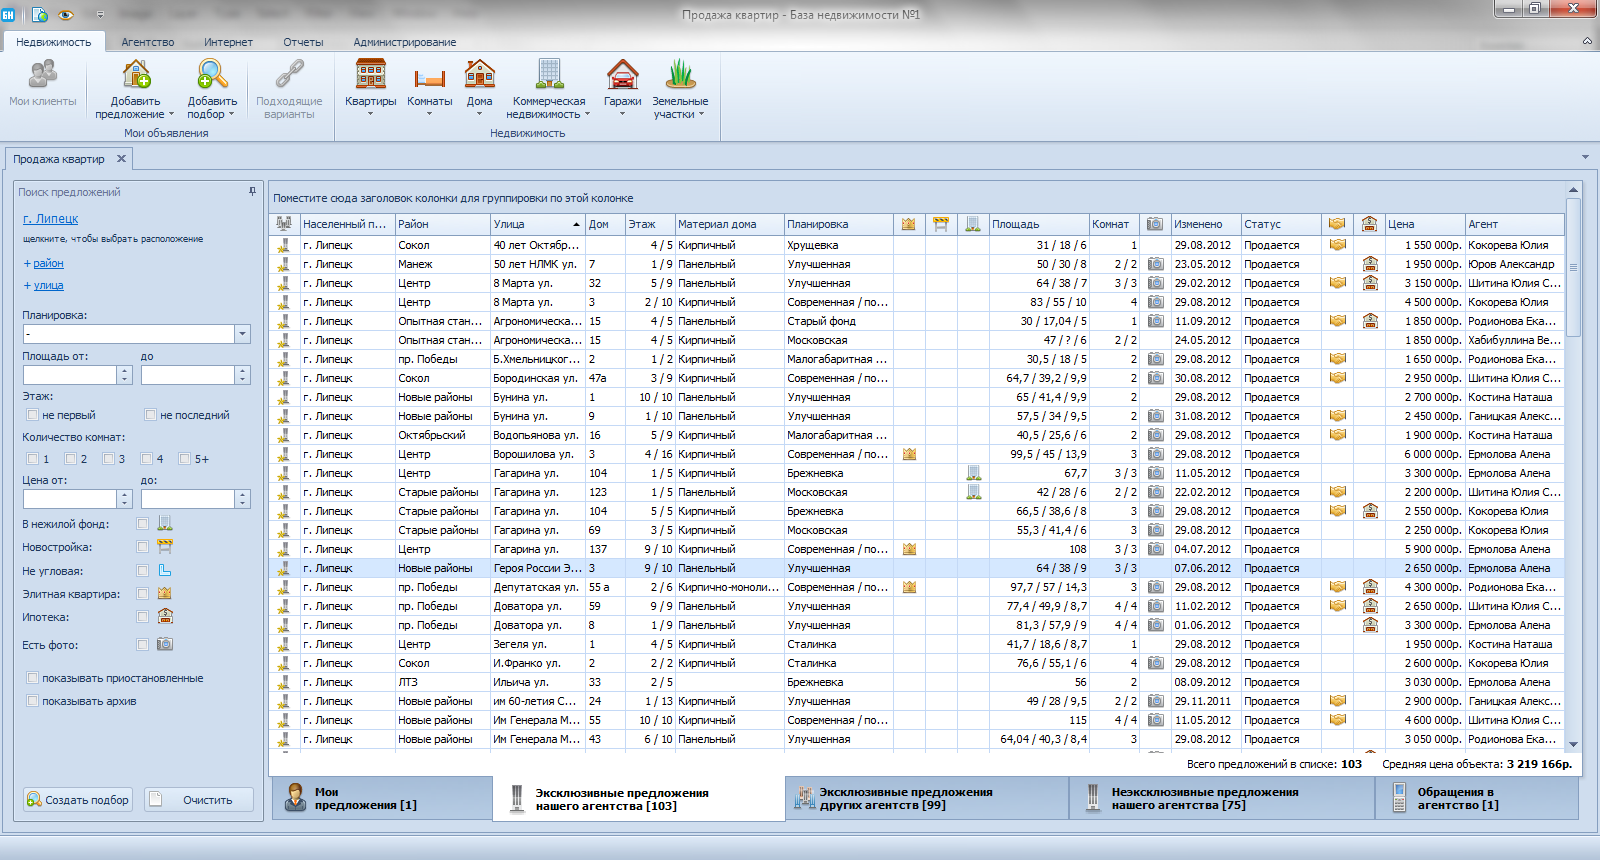 БН
Продажа квартир - База недвижимости №1
Недвижимость Агентство Интернет Отчеты Администрирование
Мои клиенты
Добавить предложение
Добавить подбор
Подходящие варианты
Мои объявления
Квартиры
Комнаты
Дома
Коммерческая недвижимость
Гаражи
Земельные участки
Недвижимость
Продажа квартир
Поиск предложений
г. Липецк
щелкните, чтобы выбрать расположение
+ район
+ улица
Планировка:
-
Площадь от: до
Этаж:
не первый не последний
Количество комнат:
1 2 3 4 5+
Цена от: до:
В нежилой фонд:
Новостройка:
Не угловая:
Элитная квартира:
Ипотека:
Есть фото:
показывать приостановленные
показывать архив
Создать подбор Очистить
Поместите сюда заголовок колонки для группировки по этой колонке
Населенный п... Район Улица Дом Этаж Материал дома Планировка Площадь Комнат Изменено Статус Цена Агент
г. Липецк Сокол 40 лет Октябр... 4 / 5 Кирпичный Хрущевка 31 / 18 / 6 1 29.08.2012 Продается 1 550 000р. Кокорева Юлия
г. Липецк Манеж 50 лет НЛМК ул. 7 1 / 9 Панельный Улучшенная 50 / 30 / 8 2 / 2 23.05.2012 Продается 1 950 000р. Юров Александр
г. Липецк Центр 8 Марта ул. 32 5 / 9 Панельный Улучшенная 64 / 38 / 7 3 / 3 29.02.2012 Продается 3 150 000р. Шитина Юлия С...
г. Липецк Центр 8 Марта ул. 3 2 / 10 Кирпичный Современная / по... 83 / 55 / 10 4 29.08.2012 Продается 4 500 000р. Кокорева Юлия
г. Липецк Опытная стан... Агрономическа... 15 4 / 5 Панельный Старый фонд 30 / 17,04 / 5 1 11.09.2012 Продается 1 850 000р. Родионова Ека...
г. Липецк Опытная стан... Агрономическа... 15 4 / 5 Кирпичный Московская 47 / ? / 6 2 / 2 24.05.2012 Продается 1 850 000р. Хабибуллина Ве...
г. Липецк пр. Победы Б.Хмельницког... 2 1 / 2 Кирпичный Малогабаритная ... 30,5 / 18 / 5 2 29.08.2012 Продается 1 650 000р. Родионова Ека...
г. Липецк Сокол Бородинская ул. 47а 3 / 9 Кирпичный Современная / по... 64,7 / 39,2 / 9,9 2 30.08.2012 Продается 2 950 000р. Шитина Юлия С...
г. Липецк Новые районы Бунина ул. 1 10 / 10 Панельный Улучшенная 65 / 41,4 / 9,9 2 29.08.2012 Продается 2 700 000р. Костина Наташа
г. Липецк Новые районы Бунина ул. 9 1 / 10 Панельный Улучшенная 57,5 / 34 / 9,5 2 31.08.2012 Продается 2 450 000р. Ганицкая Алекс...
г. Липецк Октябрьский Водопьянова ул. 16 5 / 9 Кирпичный Малогабаритная ... 40,5 / 25,6 / 6 2 29.08.2012 Продается 1 900 000р. Костина Наташа
г. Липецк Центр Ворошилова ул. 3 4 / 16 Кирпичный Современная / по... 99,5 / 45 / 13,9 3 29.08.2012 Продается 6 000 000р. Ермолова Алена
г. Липецк Центр Гагарина ул. 104 1 / 5 Кирпичный Брежневка 67,7 3 / 3 11.05.2012 Продается 3 300 000р. Ермолова Алена
г. Липецк Старые районы Гагарина ул. 123 1 / 5 Панельный Московская 42 / 28 / 6 2 / 2 22.02.2012 Продается 2 200 000р. Шитина Юлия С...
г. Липецк Старые районы Гагарина ул. 104 5 / 5 Кирпичный Брежневка 66,5 / 38,6 / 8 3 29.08.2012 Продается 2 550 000р. Кокорева Юлия
г. Липецк Старые районы Гагарина ул. 69 3 / 5 Кирпичный Московская 55,3 / 41,4 / 6 3 29.08.2012 Продается 2 250 000р. Кокорева Юлия
г. Липецк Центр Гагарина ул. 137 9 / 10 Кирпичный Современная / по... 108 3 / 3 04.07.2012 Продается 5 900 000р. Ермолова Алена
г. Липецк Новые районы Героя России Э... 3 9 / 10 Панельный Улучшенная 64 / 38 / 9 3 / 3 07.06.2012 Продается 2 650 000р. Ермолова Алена
г. Липецк пр. Победы Депутатская ул. 55 а 2 / 6 Кирпично-моноли... Современная / по... 97,7 / 57 / 14,3 3 29.08.2012 Продается 4 300 000р. Родионова Ека...
г. Липецк пр. Победы Доватора ул. 59 9 / 9 Панельный Улучшенная 77,4 / 49,9 / 8,7 4 / 4 11.02.2012 Продается 2 650 000р. Шитина Юлия С...
г. Липецк пр. Победы Доватора ул. 8 1 / 9 Панельный Улучшенная 81,3 / 57,9 / 9 4 / 4 01.06.2012 Продается 3 300 000р. Ермолова Алена
г. Липецк Центр Зегеля ул. 1 4 / 5 Кирпичный Сталинка 41,7 / 18,6 / 8,7 1 29.08.2012 Продается 1 950 000р. Костина Наташа
г. Липецк Сокол И.Франко ул. 2 2 / 2 Кирпичный Сталинка 76,6 / 55,1 / 6 4 29.08.2012 Продается 2 600 000р. Кокорева Юлия
г. Липецк ЛТЗ Ильича ул. 33 2 / 5 Брежневка 56 2 08.09.2012 Продается 3 030 000р. Ермолова Алена
г. Липецк Новые районы им 60-летия С... 24 1 / 13 Кирпичный Улучшенная 49 / 28 / 9,5 2 / 2 29.11.2011 Продается 2 900 000р. Ганицкая Алекс...
г. Липецк Новые районы Им Генерала М... 55 10 / 10 Кирпичный Современная / по... 115 4 / 4 11.05.2012 Продается 4 600 000р. Шитина Юлия С...
г. Липецк Новые районы Им Генерала М... 43 6 / 10 Панельный Улучшенная 64,04 / 40,3 / 8,4 3 29.08.2012 Продается 3 050 000р. Родионова Ека...
Всего предложений в списке: 103 Средняя цена объекта: 3 219 166р.
Мои предложения [1]
Эксклюзивные предложения нашего агентства [103]
Эксклюзивные предложения других агентств [99]
Неэксклюзивные предложения нашего агентства [75]
Обращения в агентство [1]